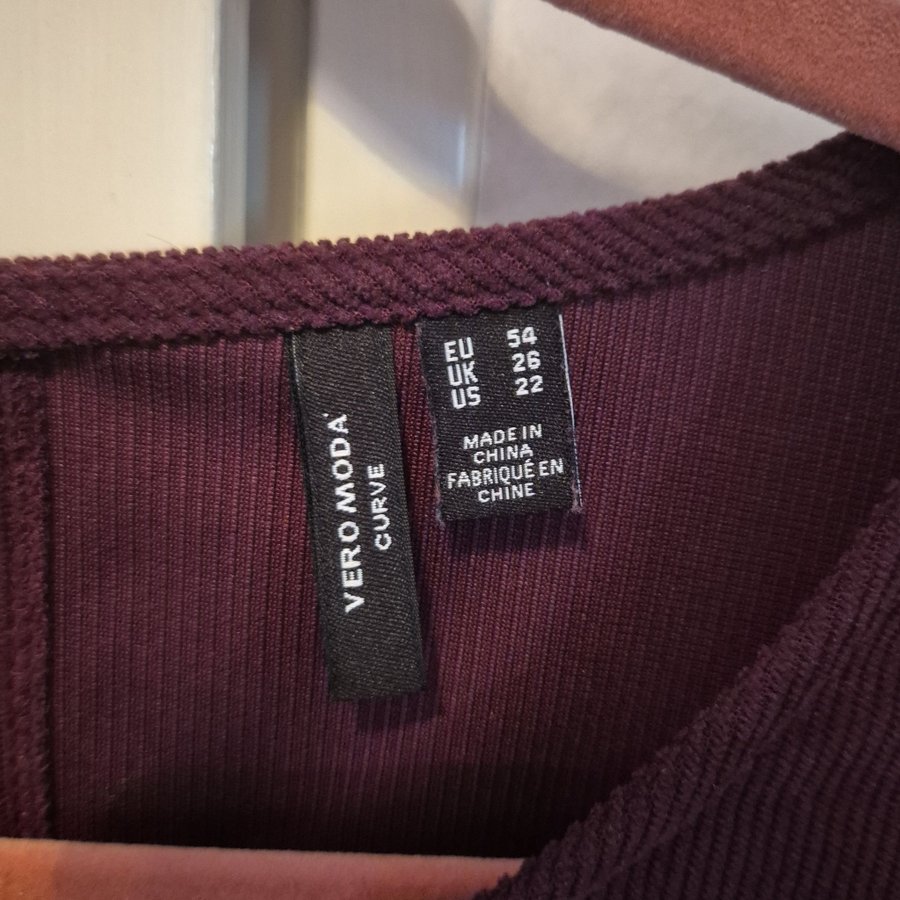 VERO MODA
CURVE
EU 54
UK 26
US 22
MADE IN
CHINA
FABRIQUÉ EN
CHINE